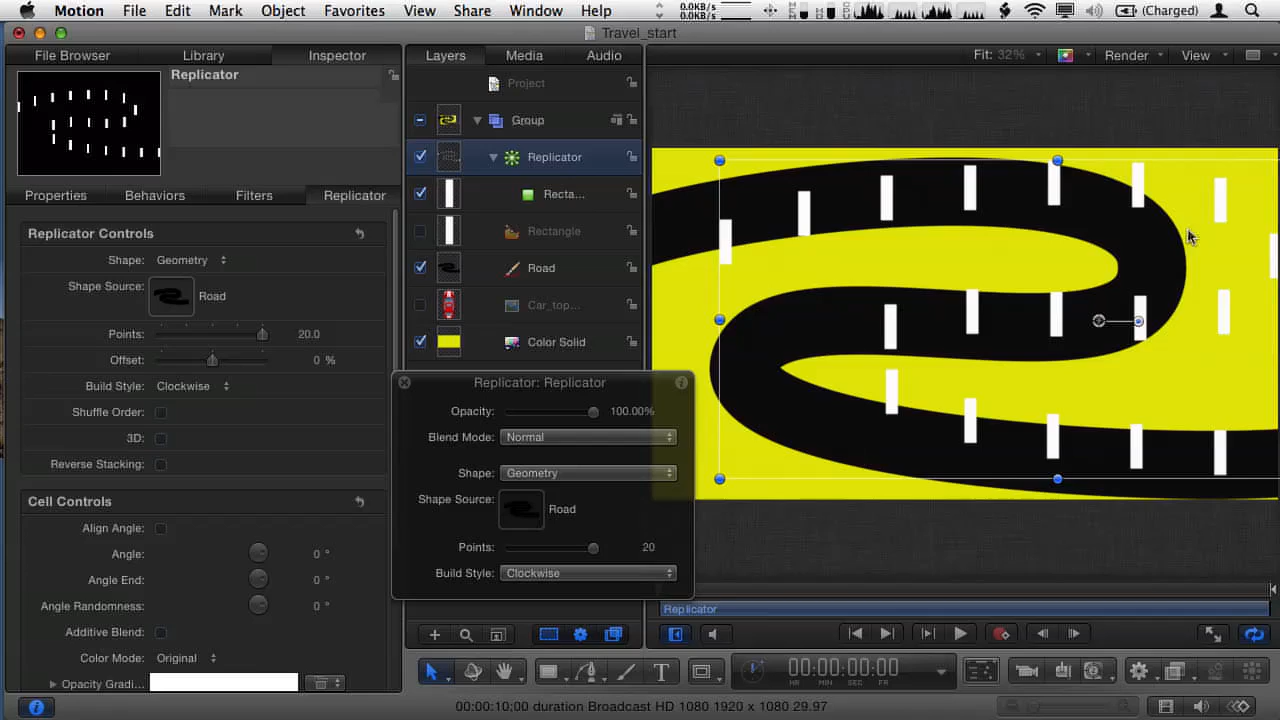 Motion File Edit Mark Object Favorites View Share Window Help 0.0KB/s 0.0KB/s (Charged)
Travel_start
File Browser Library Inspector Layers Media Audio Fit: 32% Render View
Replicator
Project
Group
Replicator
Properties Behaviors Filters Replicator
Recta...
Rectangle
Road
Car_top...
Color Solid
Replicator Controls
Shape: Geometry
Shape Source: Road
Points: 20.0
Offset: 0 %
Build Style: Clockwise
Shuffle Order:
3D:
Reverse Stacking:
Cell Controls
Align Angle:
Angle: 0 °
Angle End: 0 °
Angle Randomness: 0 °
Additive Blend:
Color Mode: Original
Opacity Gradi...
Replicator: Replicator
Opacity: 100.00%
Blend Mode: Normal
Shape: Geometry
Shape Source: Road
Points: 20
Build Style: Clockwise
Replicator
00:00:00:00
HR MIN SEC FR
00:00:10;00 duration Broadcast HD 1080 1920 x 1080 29.97